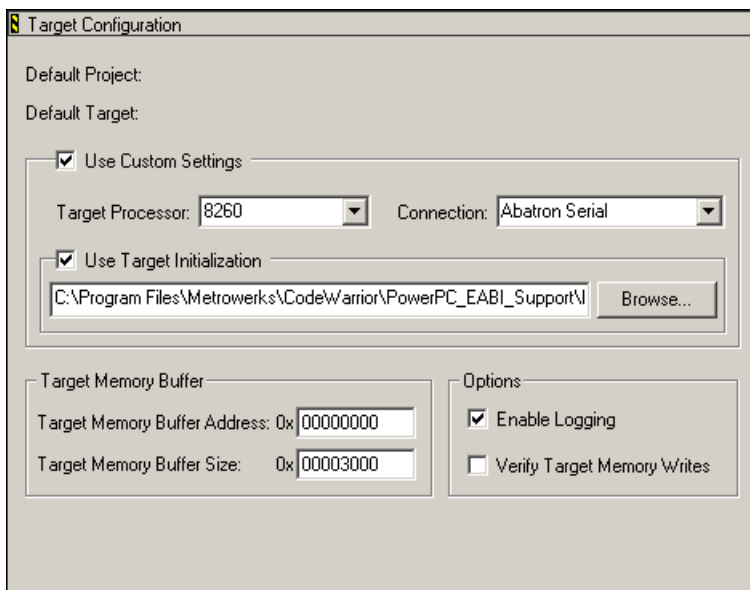 Target Configuration
Default Project:
Default Target:
Use Custom Settings
Target Processor: 8260 Connection: Abatron Serial
Use Target Initialization
C:\Program Files\Metrowerks\CodeWarrior\PowerPC_EABI_Support\I Browse...
Target Memory Buffer Options
Target Memory Buffer Address: 0x 00000000 Enable Logging
Target Memory Buffer Size: 0x 00003000 Verify Target Memory Writes